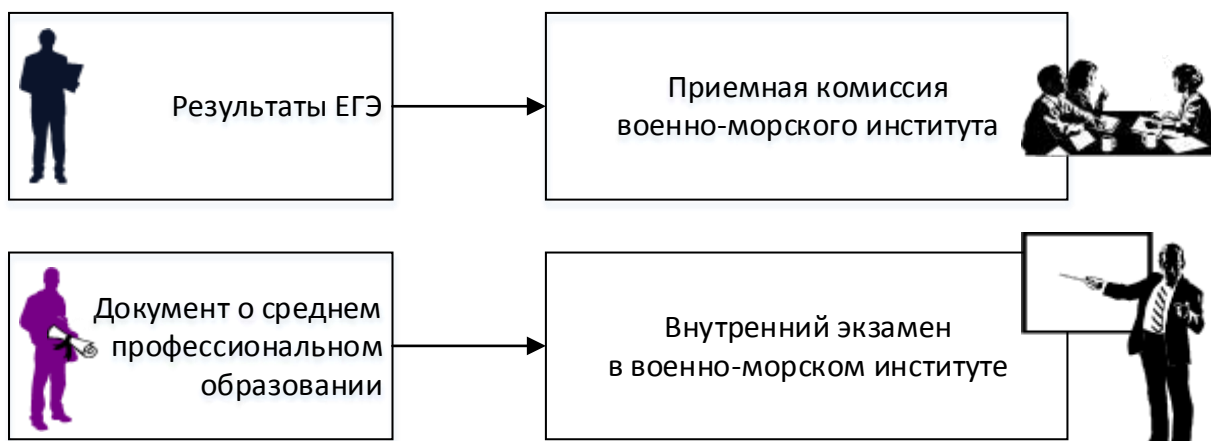 Результаты ЕГЭ
Приемная комиссия
военно-морского института
Документ о среднем
профессиональном
образовании
Внутренний экзамен
в военно-морском институте